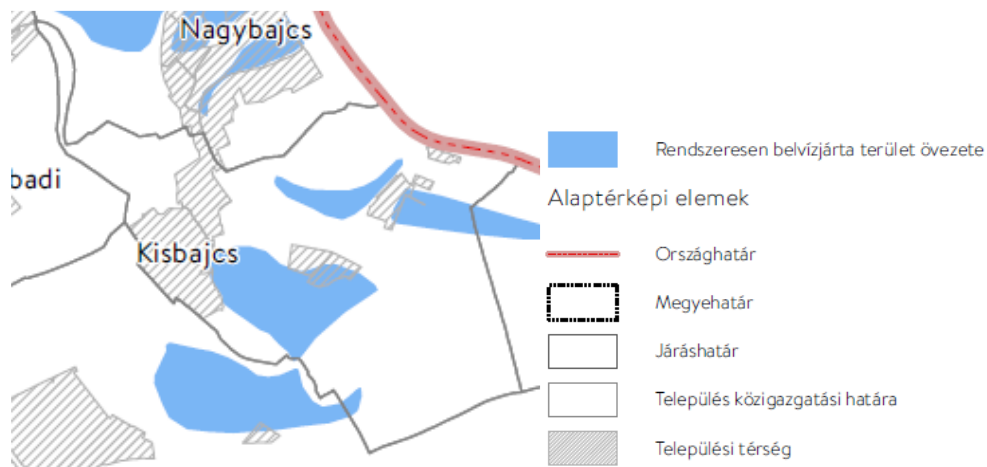 Nagybajcs
badi
Kisbajcs
Rendszeresen belvízjárta terület övezete
Alaptérképi elemek
Országhatár
Megyehatár
Járáshatár
Település közigazgatási határa
Települési térség